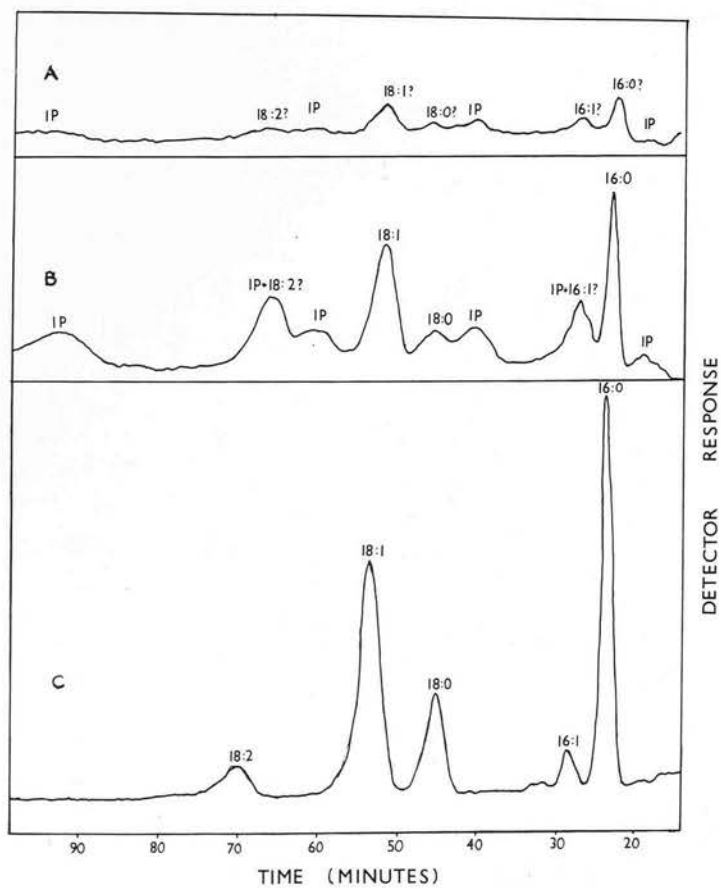 A
IP
18:2?
IP
18:1?
18:0?
IP
16:1?
16:0?
IP
B
IP
IP+18:2?
IP
18:1
18:0
IP
IP+16:1?
16:0
IP
C
18:2
18:1
18:0
16:1
16:0
90 80 70 60 50 40 30 20
TIME (MINUTES)
DETECTOR RESPONSE